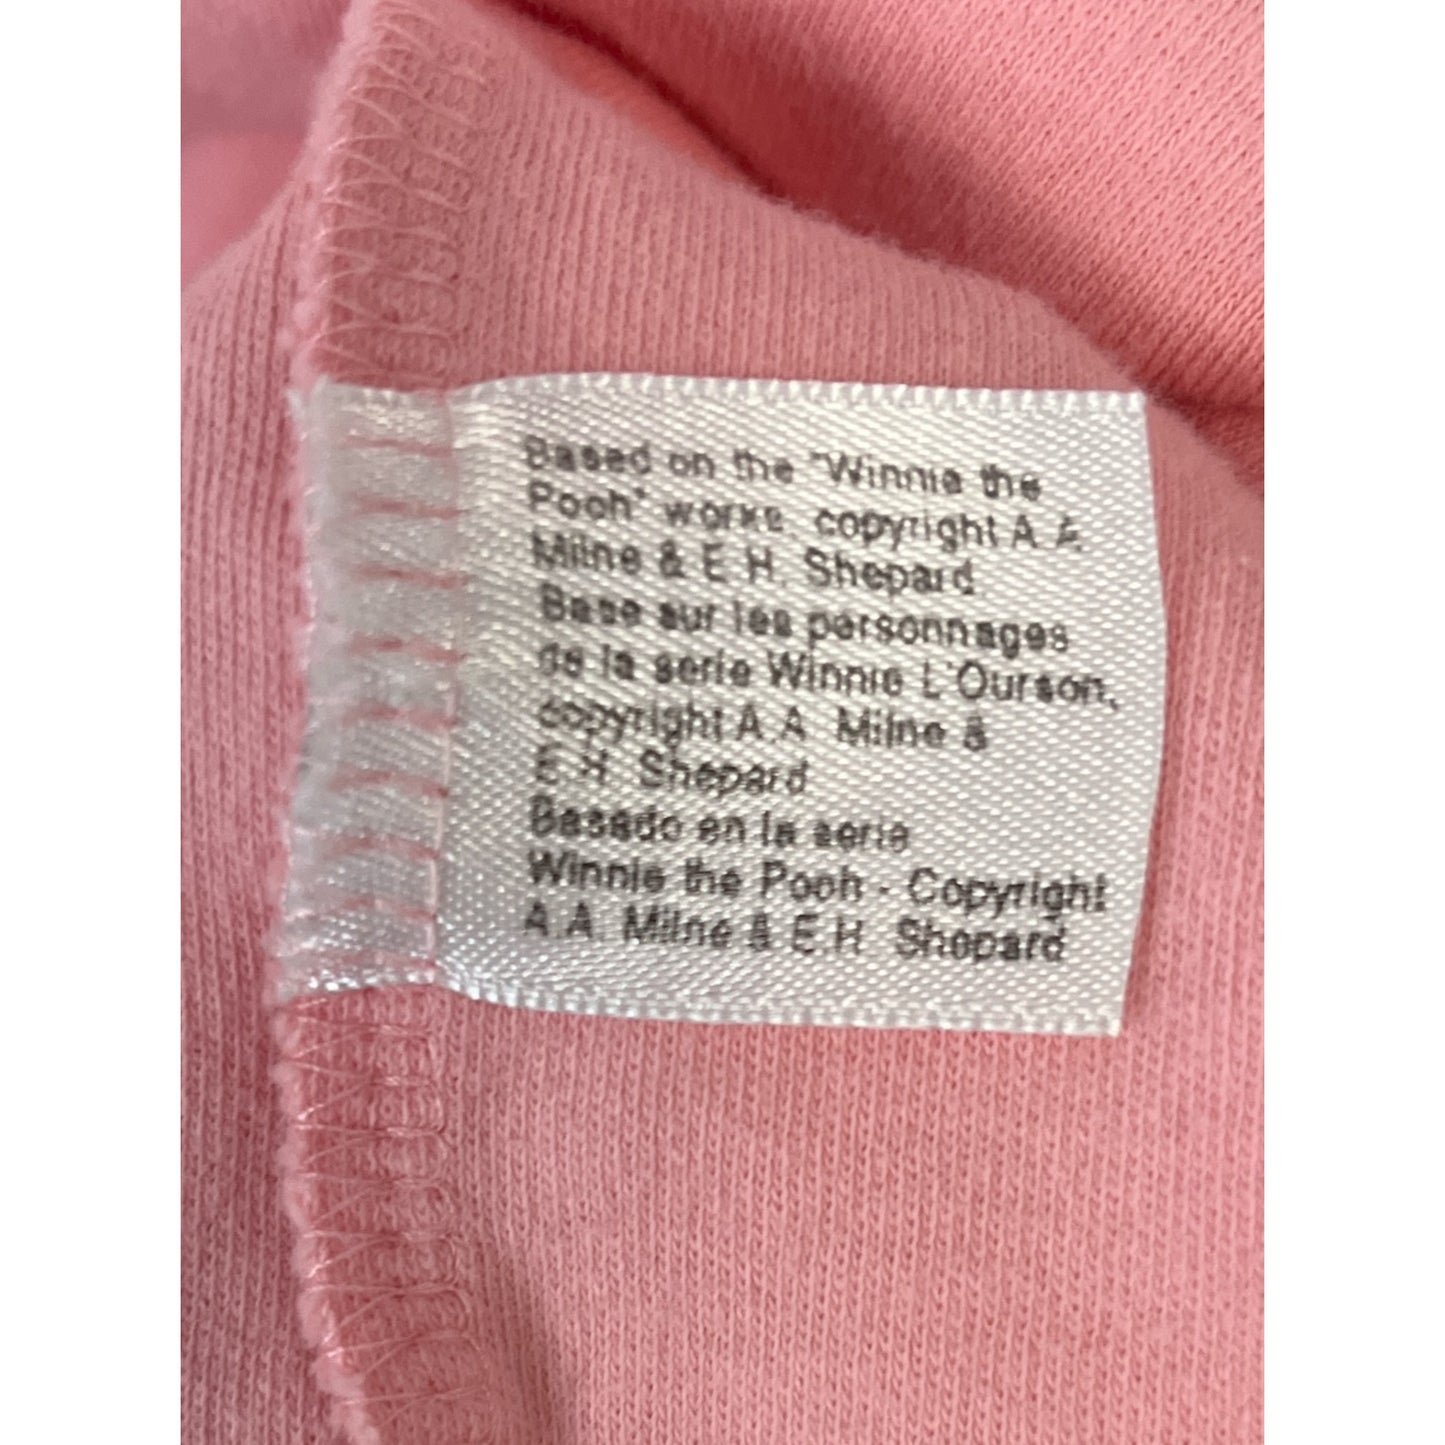 Based on the "Winnie the
Pooh" works, copyright A.A.
Milne & E.H. Shepard
Base sur les personnages
de la serie Winnie L'Ourson,
copyright A.A. Milne &
E.H. Shepard
Basado en la serie
Winnie the Pooh - Copyright
A.A. Milne & E.H. Shepard